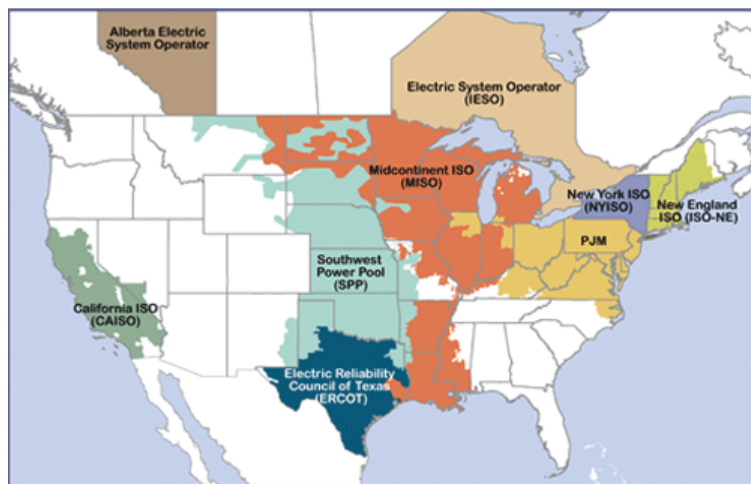 Alberta Electric
System Operator
Electric System Operator
(IESO)
Midcontinent ISO
(MISO)
New York ISO
(NYISO)
New England
ISO (ISO-NE)
PJM
Southwest
Power Pool
(SPP)
California ISO
(CAISO)
Electric Reliability
Council of Texas
(ERCOT)